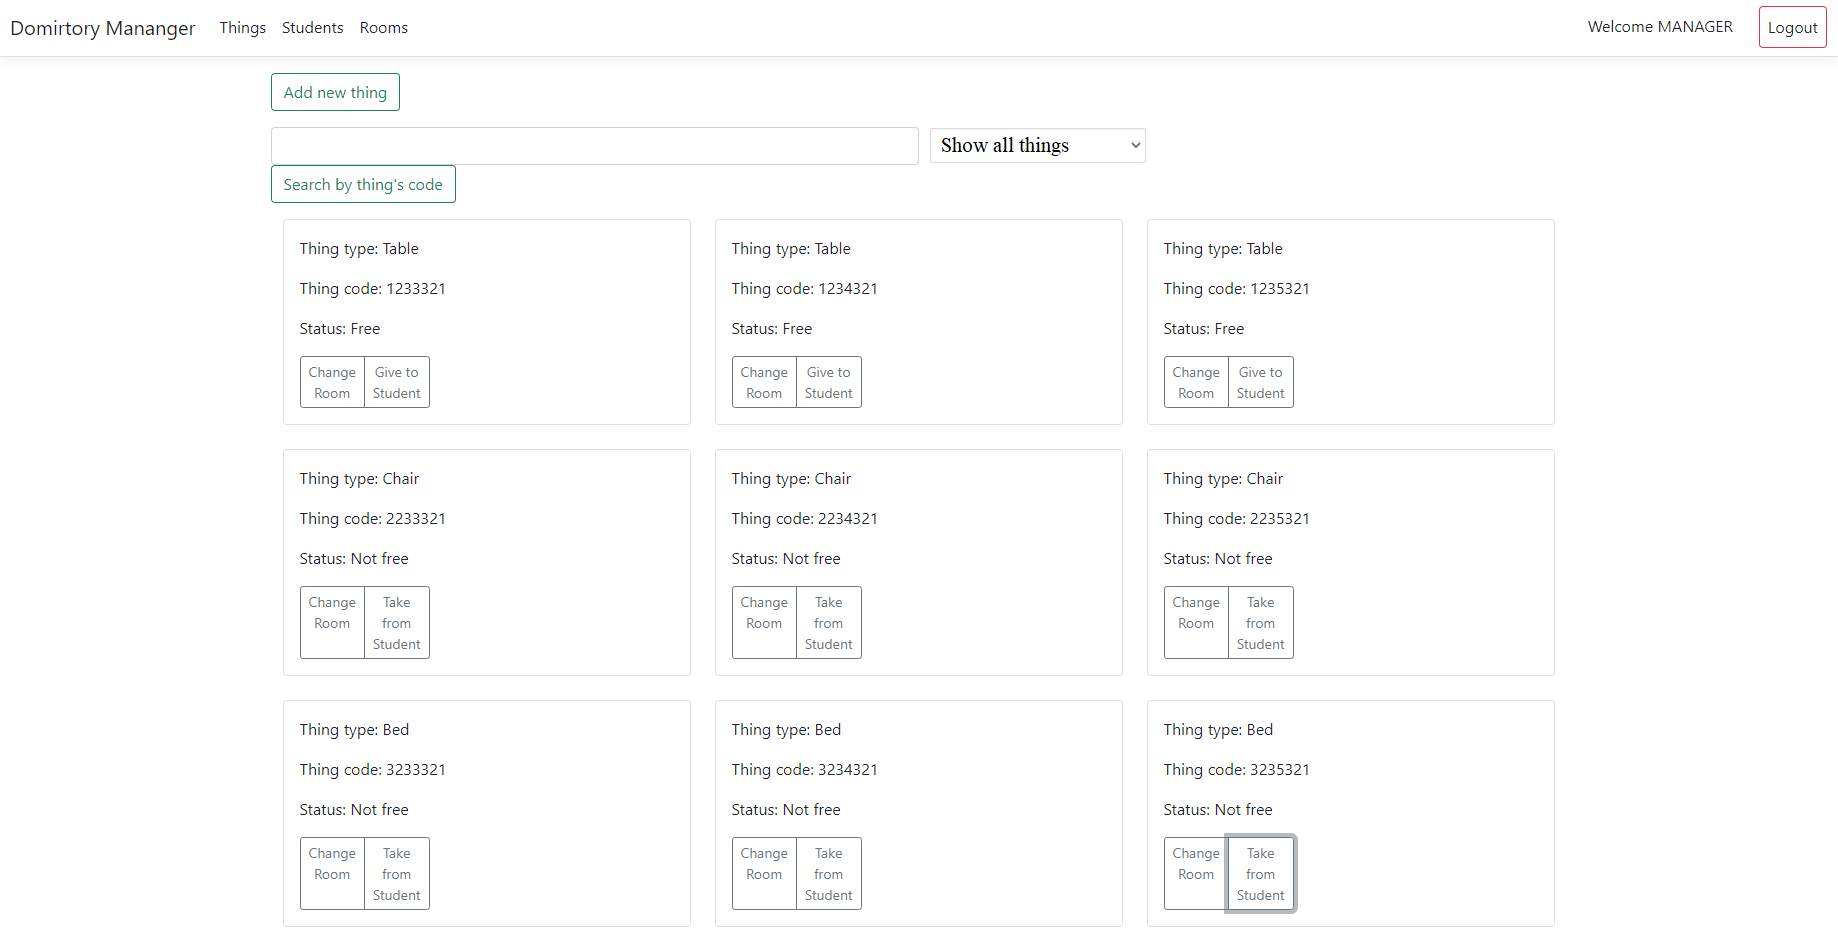 Domirtory Mananger Things Students Rooms Welcome MANAGER Logout
Add new thing
Show all things
Search by thing's code
Thing type: Table
Thing code: 1233321
Status: Free
Change Room
Give to Student
Thing type: Table
Thing code: 1234321
Status: Free
Change Room
Give to Student
Thing type: Table
Thing code: 1235321
Status: Free
Change Room
Give to Student
Thing type: Chair
Thing code: 2233321
Status: Not free
Change Room
Take from Student
Thing type: Chair
Thing code: 2234321
Status: Not free
Change Room
Take from Student
Thing type: Chair
Thing code: 2235321
Status: Not free
Change Room
Take from Student
Thing type: Bed
Thing code: 3233321
Status: Not free
Change Room
Take from Student
Thing type: Bed
Thing code: 3234321
Status: Not free
Change Room
Take from Student
Thing type: Bed
Thing code: 3235321
Status: Not free
Change Room
Take from Student